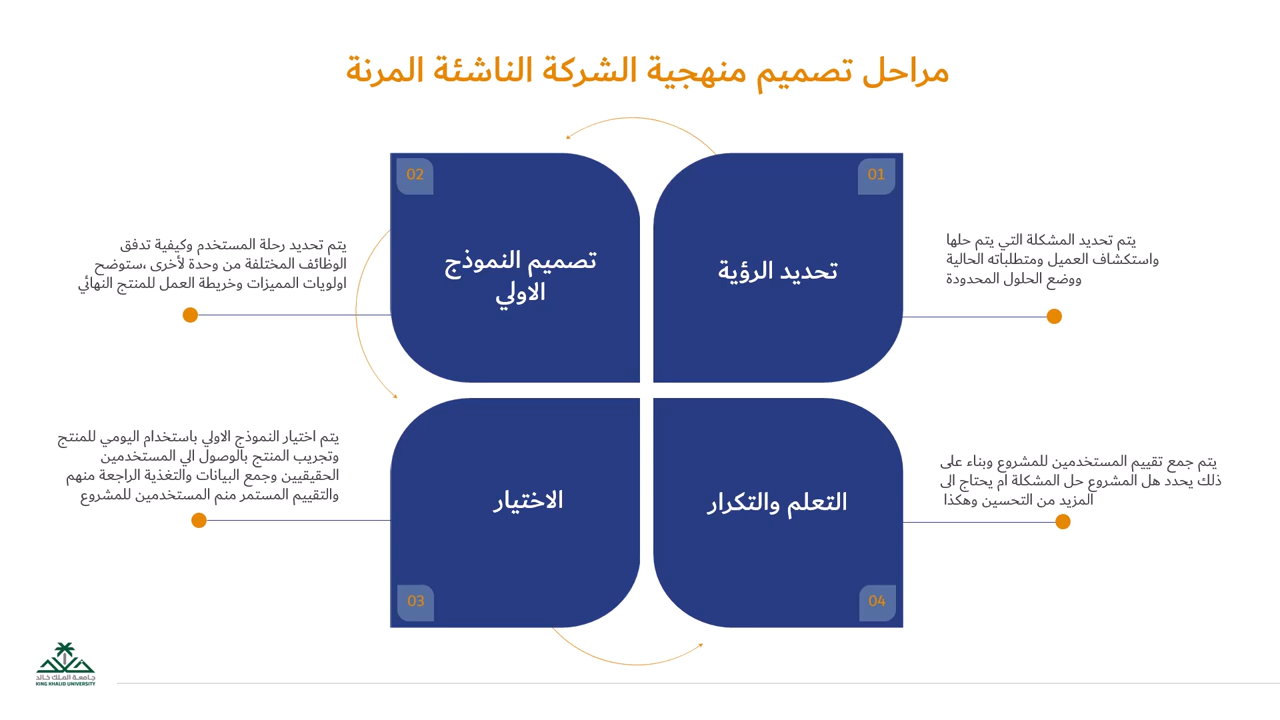 مراحل تصميم منهجية الشركة الناشئة المرنة
01
تحديد الرؤية
يتم تحديد المشكلة التي يتم حلها
واستكشاف العميل ومتطلباته الحالية
ووضع الحلول المحدودة
02
تصميم النموذج
الاولي
يتم تحديد رحلة المستخدم وكيفية تدفق
الوظائف المختلفة من وحدة لأخرى ،ستوضح
اولويات المميزات وخريطة العمل للمنتج النهائي
03
الاختيار
يتم اختيار النموذج الاولي باستخدام اليومي للمنتج
وتجريب المنتج بالوصول الي المستخدمين
الحقيقيين وجمع البيانات والتغذية الراجعة منهم
والتقييم المستمر منم المستخدمين للمشروع
04
التعلم والتكرار
يتم جمع تقييم المستخدمين للمشروع وبناء على
ذلك يحدد هل المشروع حل المشكلة ام يحتاج الى
المزيد من التحسين وهكذا
جامعة الملك خالد
KING KHALID UNIVERSITY